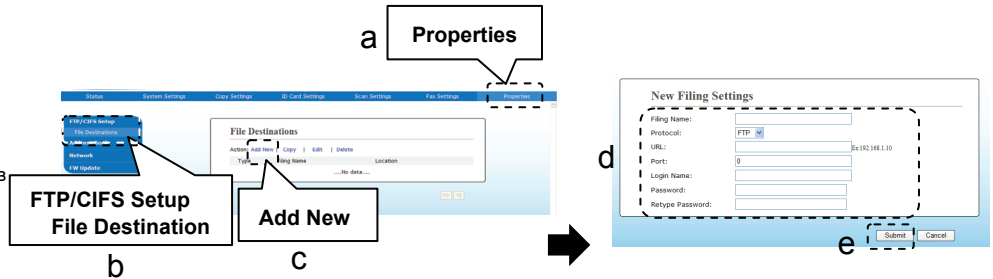 a
Properties
Status System Settings Copy Settings ID Card Settings Scan Settings Fax Settings Properties
FTP/CIFS Setup
File Destinations
Network
FW Update
File Destinations
Action: Add New | Copy | Edit | Delete
Type Filing Name Location
....No data....
FTP/CIFS Setup
File Destination
b
Add New
c
New Filing Settings
d
Filing Name:
Protocol: FTP
URL: Ex:192.168.1.10
Port: 0
Login Name:
Password:
Retype Password:
e
Submit Cancel